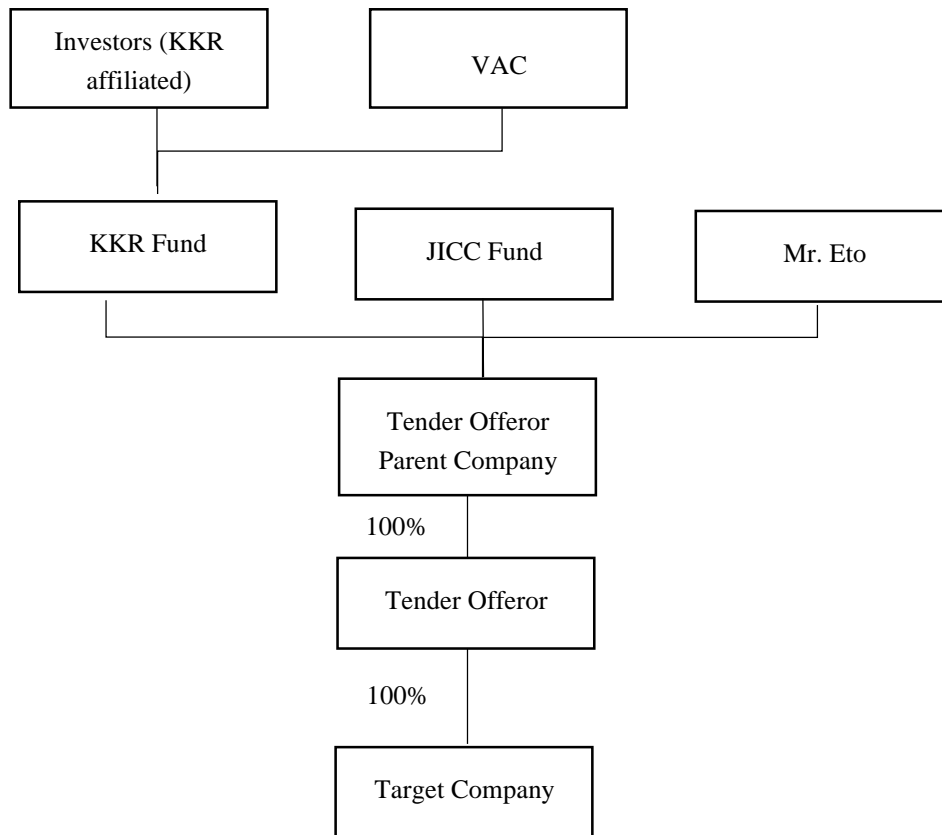 Investors (KKR
affiliated)
VAC
KKR Fund
JICC Fund
Mr. Eto
Tender Offeror
Parent Company
100%
Tender Offeror
100%
Target Company